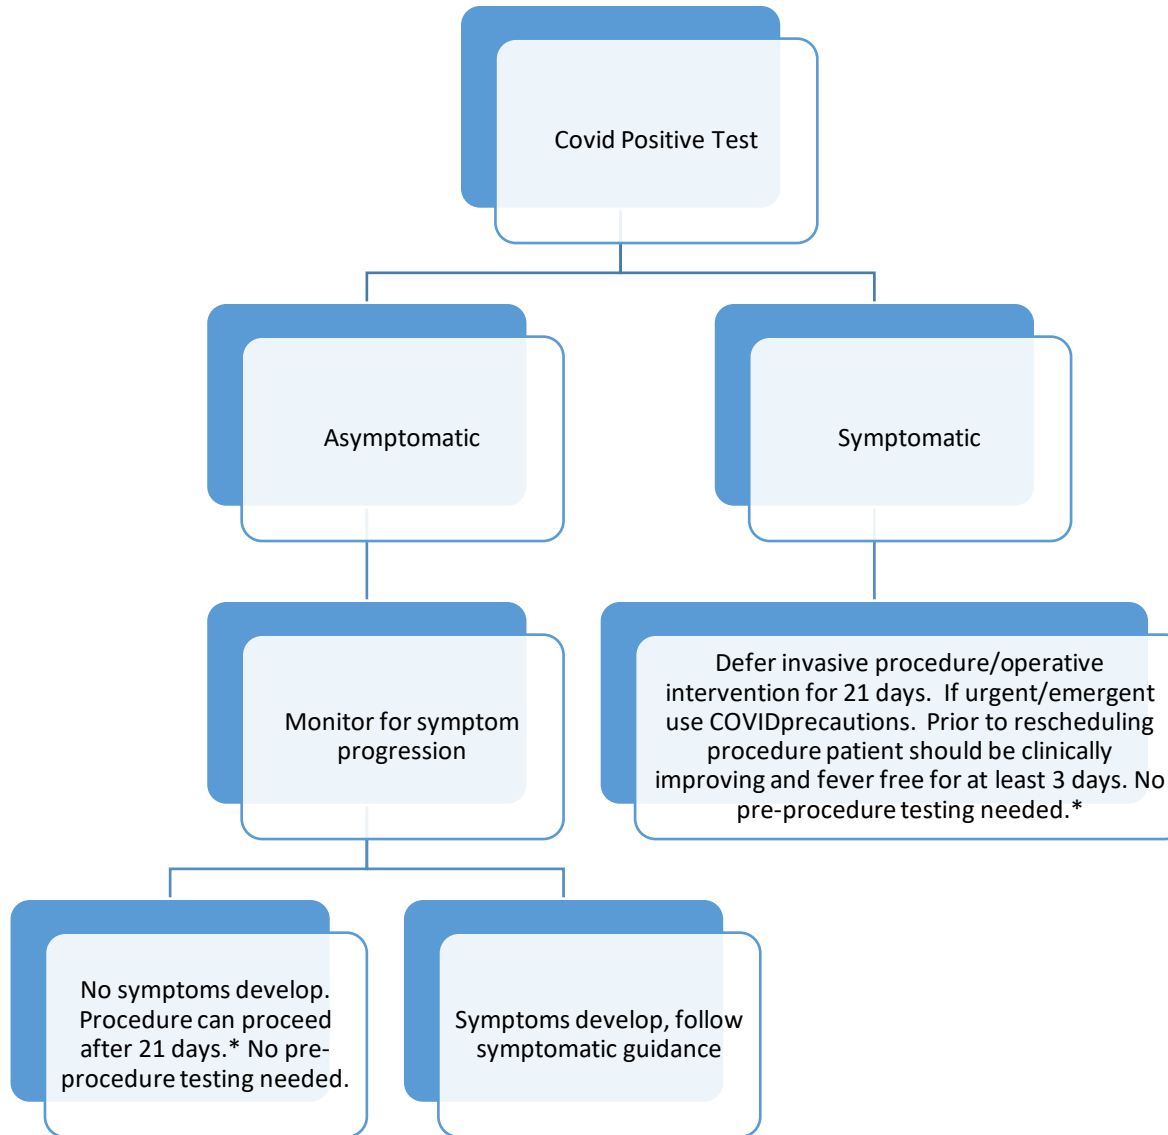 Covid Positive Test
Asymptomatic
Symptomatic
Monitor for symptom
progression
Defer invasive procedure/operative
intervention for 21 days.  If urgent/emergent
use COVIDprecautions.  Prior to rescheduling
procedure patient should be clinically
improving and fever free for at least 3 days. No
pre-procedure testing needed.*
No symptoms develop.
Procedure can proceed
after 21 days.* No pre-
procedure testing needed.
Symptoms develop, follow
symptomatic guidance